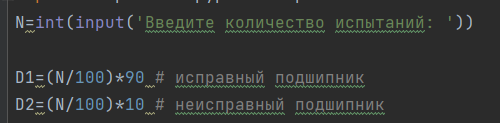 N=int(input('Введите количество испытаний: '))
D1=(N/100)*90 # исправный подшипник
D2=(N/100)*10 # неисправный подшипник